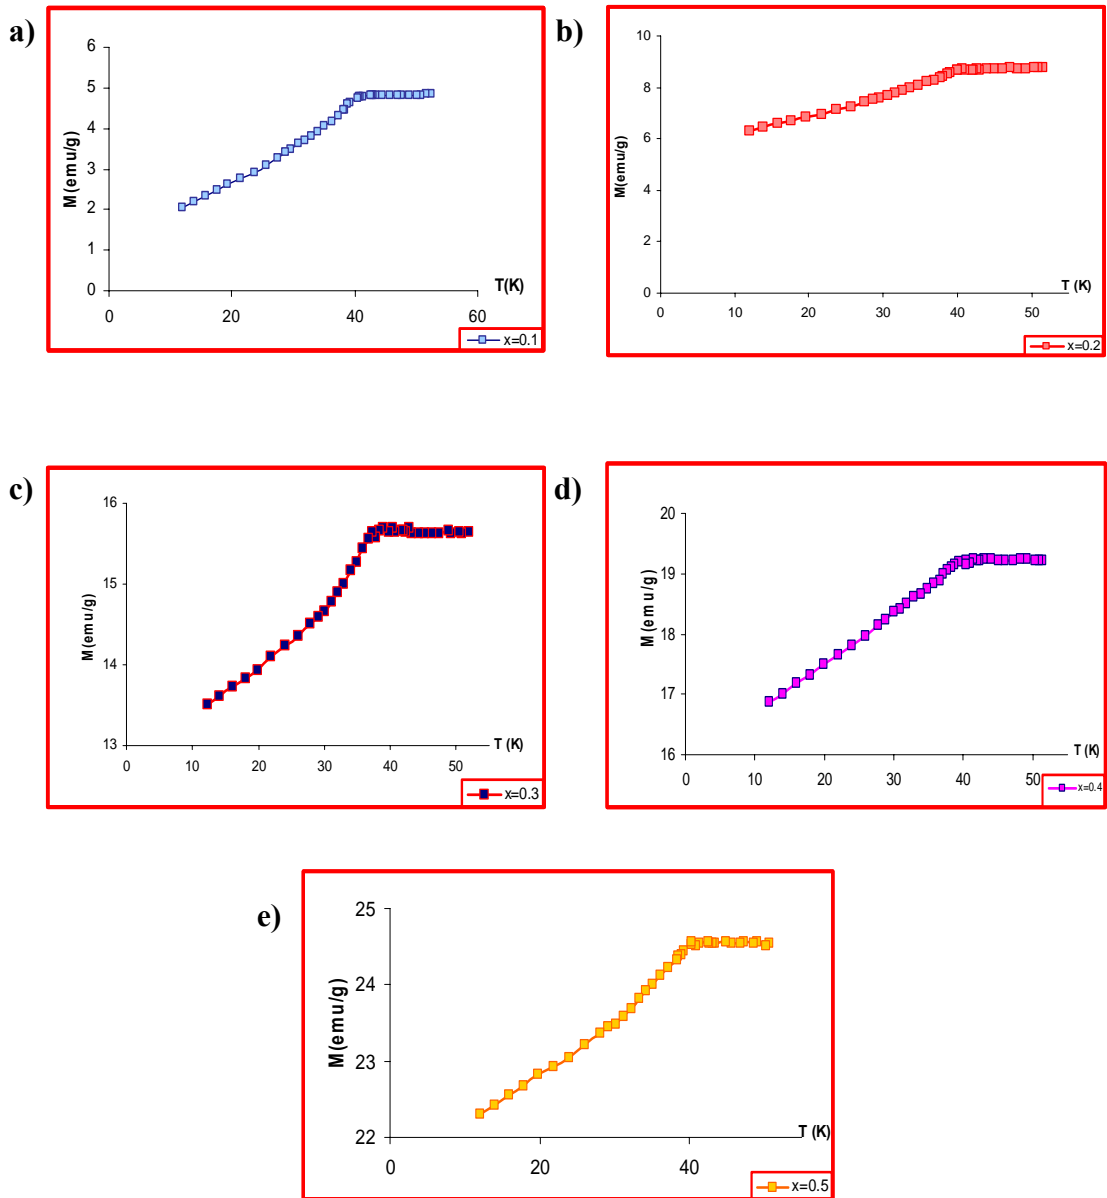 a)
6
5
4
3
2
1
0
M(emu/g)
0 20 40 60
T(K)
x=0.1
b)
10
8
6
4
2
0
M(emu/g)
0 10 20 30 40 50
T (K)
x=0.2
c)
16
15
14
13
M (emu/g)
0 10 20 30 40 50
T (K)
x=0.3
d)
20
19
18
17
16
M (emu/g)
0 10 20 30 40 50
T (K)
x=0.4
e)
25
24
23
22
M(emu/g)
0 20 40
T (K)
x=0.5